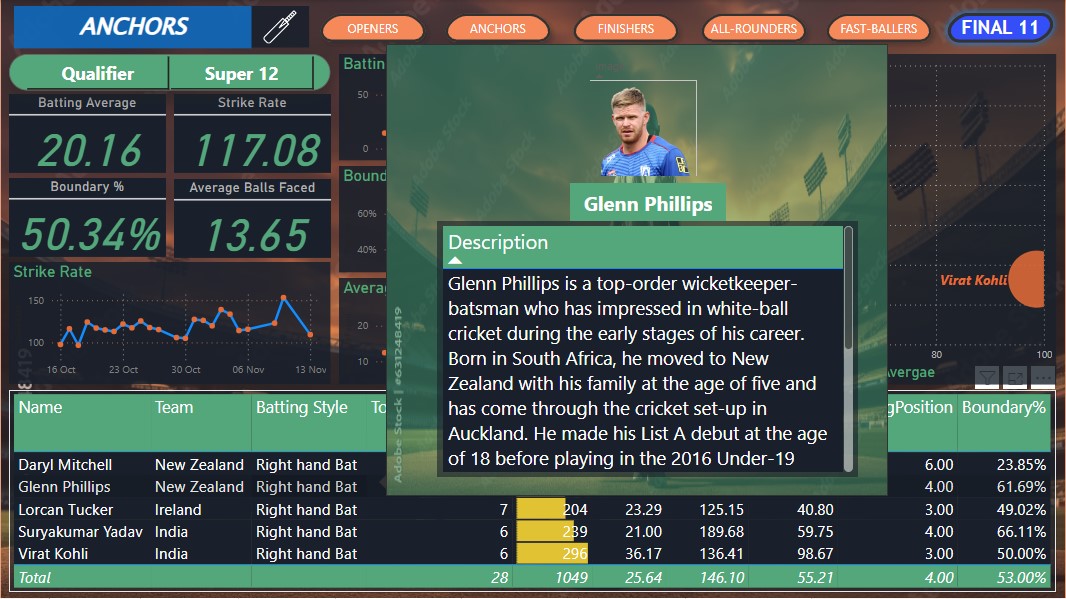 ANCHORS
OPENERS
ANCHORS
FINISHERS
ALL-ROUNDERS
FAST-BALLERS
FINAL 11
Qualifier
Super 12
Batting Average
20.16
Strike Rate
117.08
Boundary %
50.34%
Average Balls Faced
13.65
Strike Rate
150
100
16 Oct
23 Oct
30 Oct
06 Nov
13 Nov
Battin
50
0
Bound
60%
40%
Averag
20
10
Glenn Phillips
Description
Glenn Phillips is a top-order wicketkeeper-
batsman who has impressed in white-ball
cricket during the early stages of his career.
Born in South Africa, he moved to New
Zealand with his family at the age of five and
has come through the cricket set-up in
Auckland. He made his List A debut at the age
of 18 before playing in the 2016 Under-19
Adobe Stock | #631248419
Virat Kohli
80
100
Avergae
Name Team Batting Style To gPosition Boundary%
Daryl Mitchell New Zealand Right hand Bat 6.00 23.85%
Glenn Phillips New Zealand Right hand Bat 4.00 61.69%
Lorcan Tucker Ireland Right hand Bat 7 204 23.29 125.15 40.80 3.00 49.02%
Suryakumar Yadav India Right hand Bat 6 239 21.00 189.68 59.75 4.00 66.11%
Virat Kohli India Right hand Bat 6 296 36.17 136.41 98.67 3.00 50.00%
Total 28 1049 25.64 146.10 55.21 4.00 53.00%